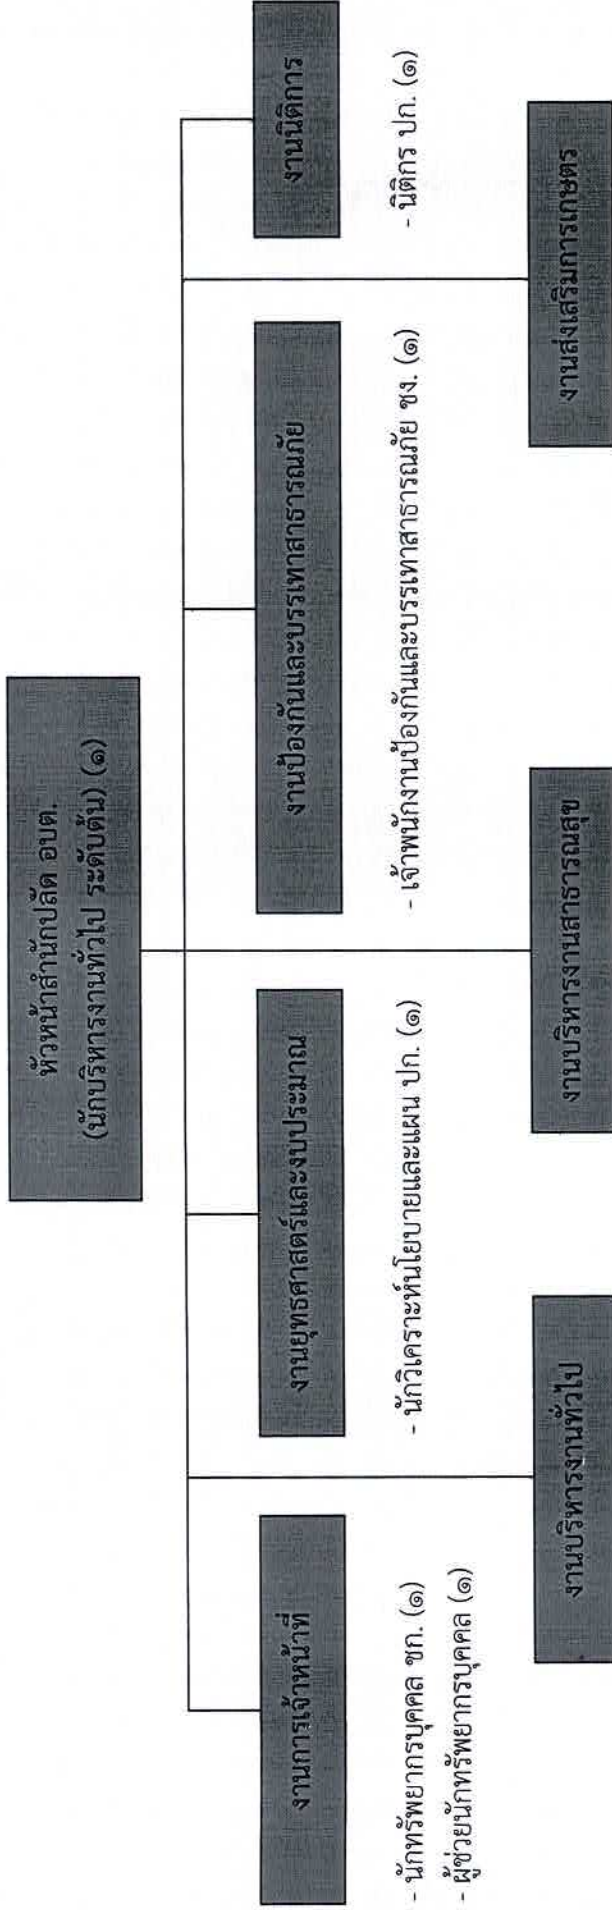 หัวหน้าสำนักปลัด อบต.
(นักบริหารงานทั่วไป ระดับต้น) (๑)
งานการเจ้าหน้าที่
งานยุทธศาสตร์และงบประมาณ
งานป้องกันและบรรเทาสาธารณภัย
งานนิติการ
- นักทรัพยากรบุคคล ชก. (๑)
- ผู้ช่วยนักทรัพยากรบุคคล (๑)
- นักวิเคราะห์นโยบายและแผน ปก. (๑)
- เจ้าพนักงานป้องกันและบรรเทาสาธารณภัย ชง. (๑)
- นิติกร ปก. (๑)
งานบริหารงานทั่วไป
งานบริหารงานสาธารณสุข
งานส่งเสริมการเกษตร